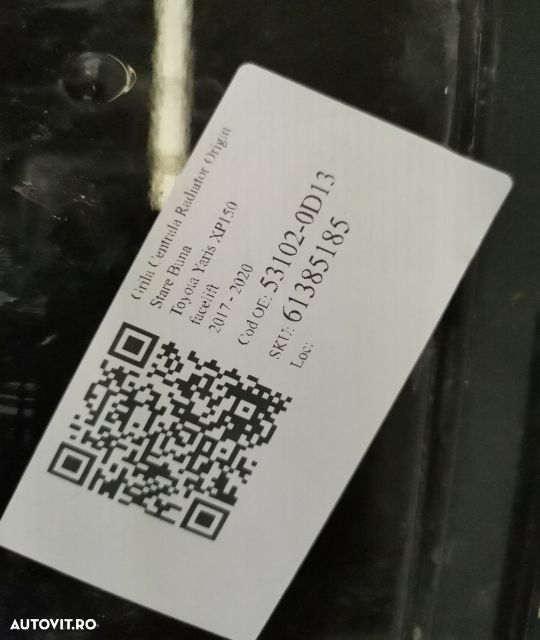 Grila Centrala Radiator Origin
Stare Buna
Toyota Yaris XP150
facelift
2017 - 2020
Cod OE: 53102-0D13
SKU: 61385185
Loc:
AUTOVIT.RO